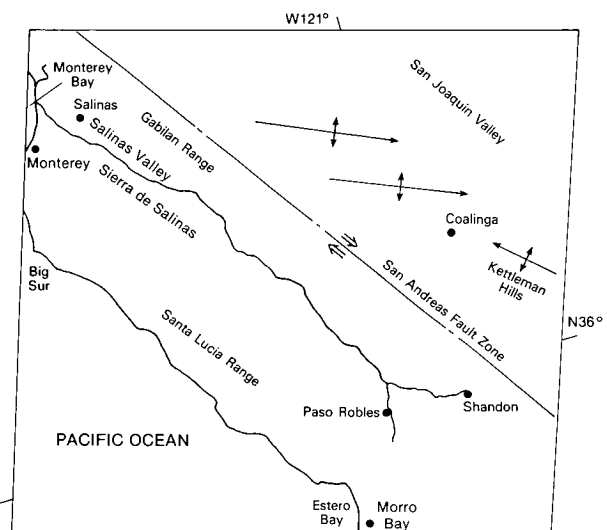 W121°
Monterey
Bay
San Joaquin Valley
Salinas
Gabilan Range
Salinas Valley
Monterey
Sierra de Salinas
Coalinga
Kettleman
Hills
Big
Sur
San Andreas Fault Zone
N36°
Santa Lucia Range
Paso Robles
Shandon
PACIFIC OCEAN
Estero
Bay
Morro
Bay